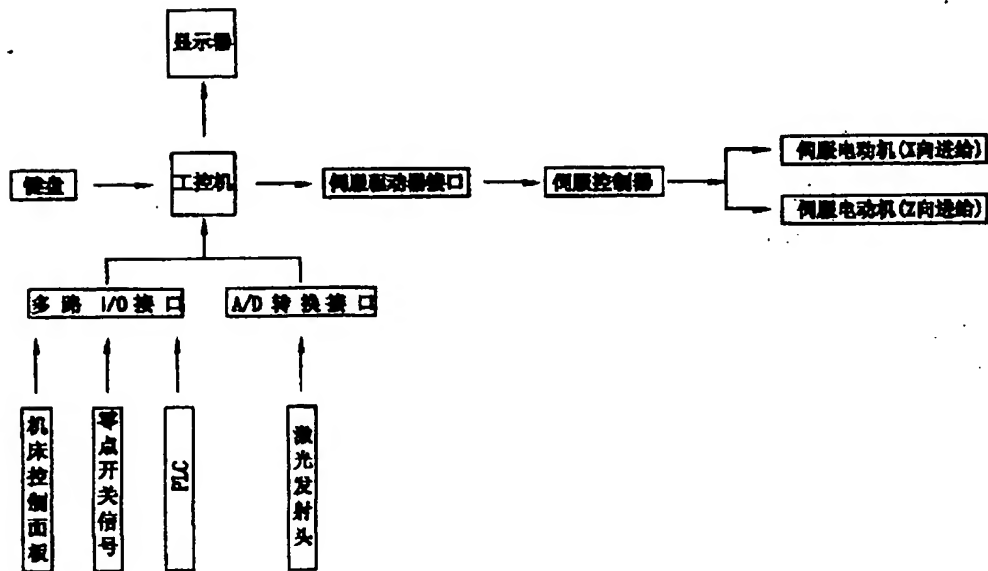 显示器
键盘
工控机
伺服驱动器接口
伺服控制器
伺服电动机(X向进给)
伺服电动机(Z向进给)
多路 I/O接口
A/D转换接口
机床控制面板
零点开关信号
PLC
激光发射头